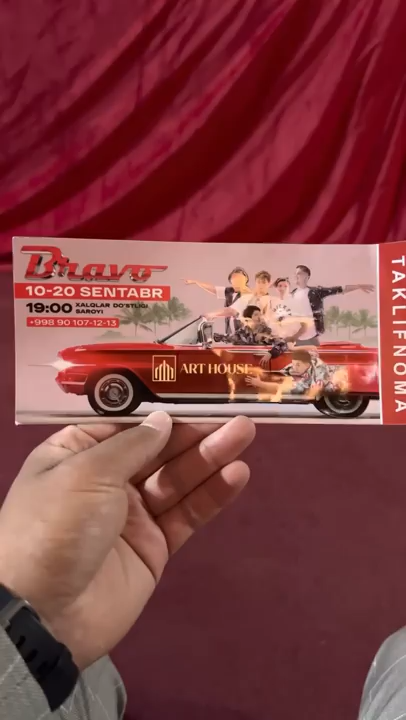 Bravo
10-20 SENTABR
19:00 XALQLAR DO'STLIGI
SAROYI
+998 90 107-12-13
ART HOUSE
TAKLIFNOMA